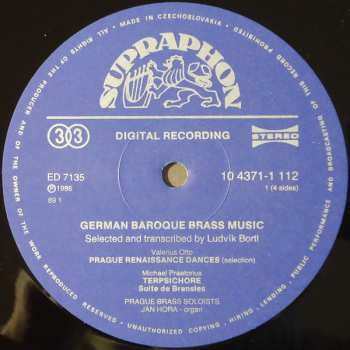 MADE IN CZECHOSLOVAKIA
ALL RIGHTS OF THE PRODUCER AND OF THE OWNER OF THE WORK REPRODUCED RESERVED
UNAUTHORIZED COPYING · HIRING · LENDING · PUBLIC PERFORMANCE AND BROADCASTING OF THIS RECORD PROHIBITED
SUPRAPHON
33
DIGITAL RECORDING
STEREO
ED 7135
℗ 1986
89 1
10 4371-1 112
1 (4 sides)
GERMAN BAROQUE BRASS MUSIC
Selected and transcribed by Ludvík Bortl
Valerius Otto
PRAGUE RENAISSANCE DANCES (selection)
Michael Praetorius
TERPSICHORE
Suite de Bransles
PRAGUE BRASS SOLOISTS
JAN HORA - organ